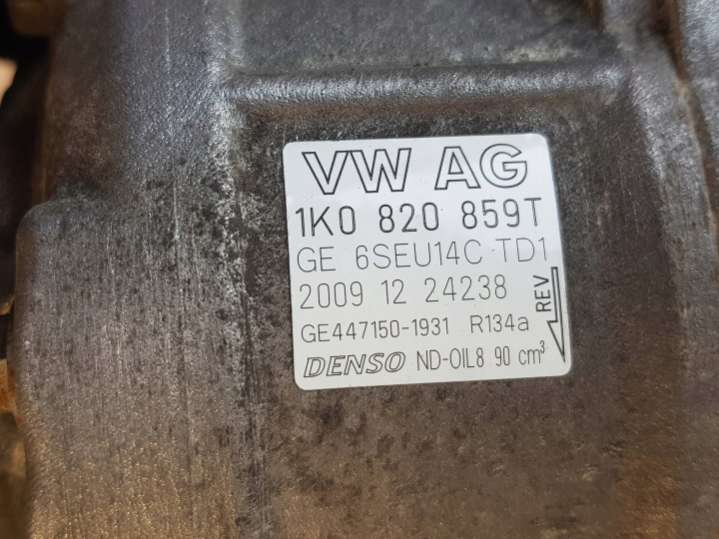 VW AG
1K0 820 859T
GE 6SEU14C TD1
2009 12 24238
GE447150-1931 R134a
REV
DENSO ND-OIL8 90 cm³